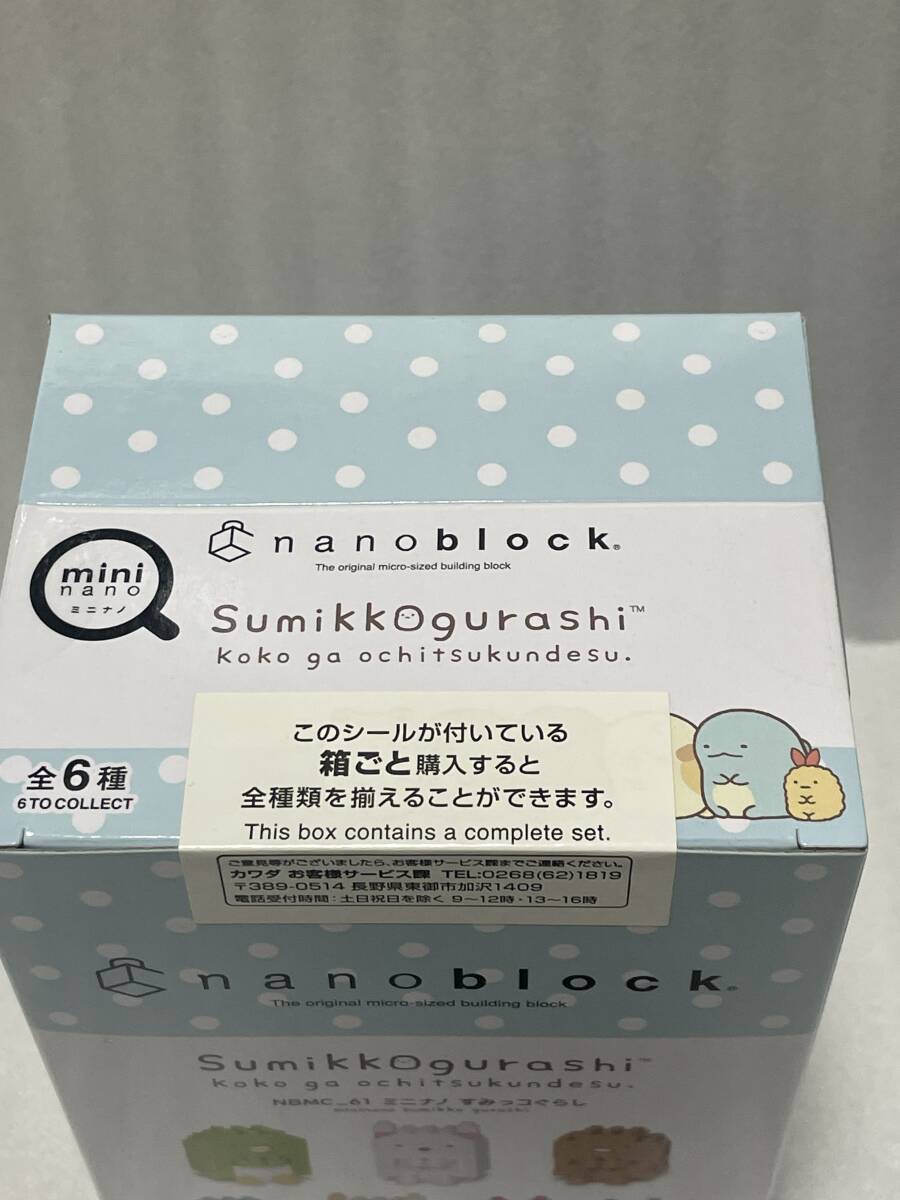 mini
nano
ミニナノ
nanoblock®
The original micro-sized building block
Sumikkogurashi™
koko ga ochitsukundesu.
全6種
6 TO COLLECT
このシールが付いている
箱ごと購入すると
全種類を揃えることができます。
This box contains a complete set.
ご意見等がございましたら、お客様サービス課までご連絡ください。
カワダ お客様サービス課 TEL:0268(62)1819
〒389-0514 長野県東御市加沢1409
電話受付時間:土日祝日を除く 9〜12時・13〜16時
nanoblock®
The original micro-sized building block
Sumikkogurashi™
koko ga ochitsukundesu.
NBMC_61 ミニナノ すみっコぐらし
mininano sumikko gurashi